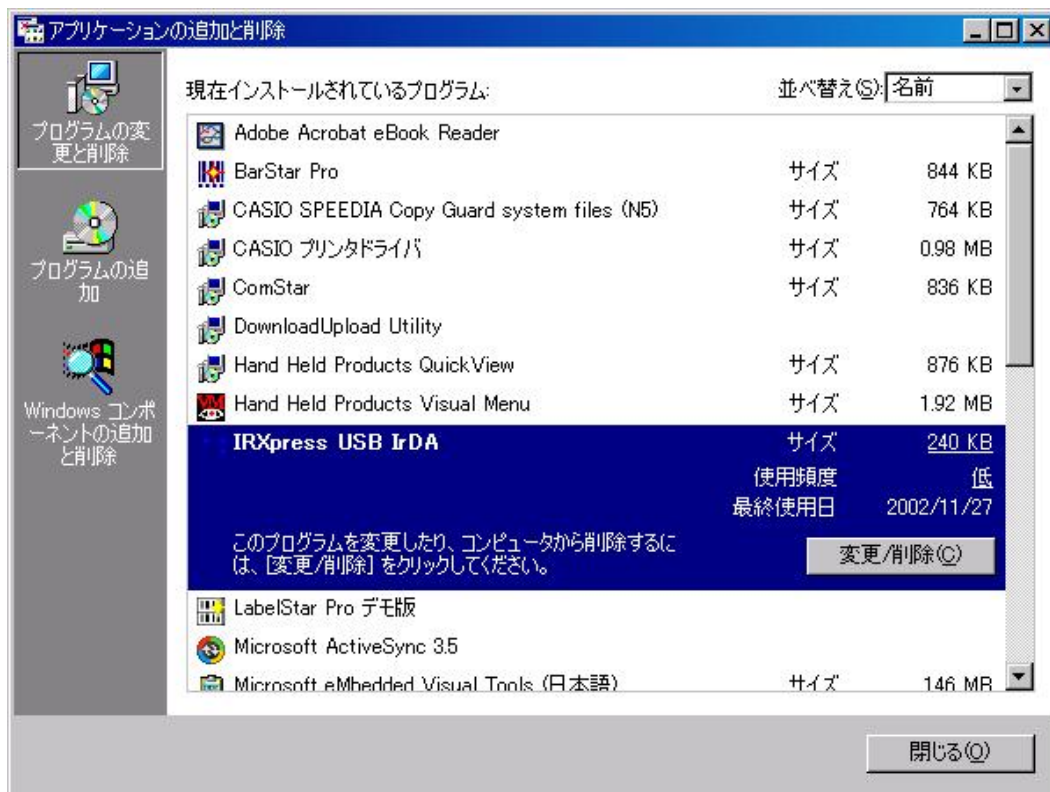 アプリケーションの追加と削除
プログラムの変
更と削除
プログラムの追
加
Windows コンポ
ーネントの追加
と削除
現在インストールされているプログラム:
並べ替え(S): 名前
Adobe Acrobat eBook Reader
BarStar Pro サイズ 844 KB
CASIO SPEEDIA Copy Guard system files (N5) サイズ 764 KB
CASIO プリンタドライバ サイズ 0.98 MB
ComStar サイズ 836 KB
DownloadUpload Utility
Hand Held Products QuickView サイズ 876 KB
Hand Held Products Visual Menu サイズ 1.92 MB
IRXpress USB IrDA サイズ 240 KB
使用頻度 低
最終使用日 2002/11/27
このプログラムを変更したり、コンピュータから削除するに
は、[変更/削除] をクリックしてください。
変更/削除(C)
LabelStar Pro デモ版
Microsoft ActiveSync 3.5
Microsoft eMbedded Visual Tools (日本語) サイズ 146 MB
閉じる(O)